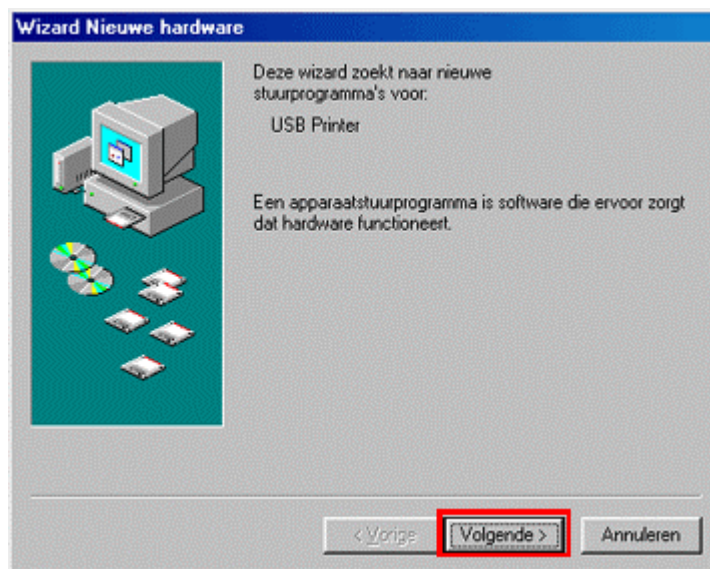 Wizard Nieuwe hardware
Deze wizard zoekt naar nieuwe
stuurprogramma's voor:
USB Printer
Een apparaatstuurprogramma is software die ervoor zorgt
dat hardware functioneert.
< Vorige Volgende > Annuleren